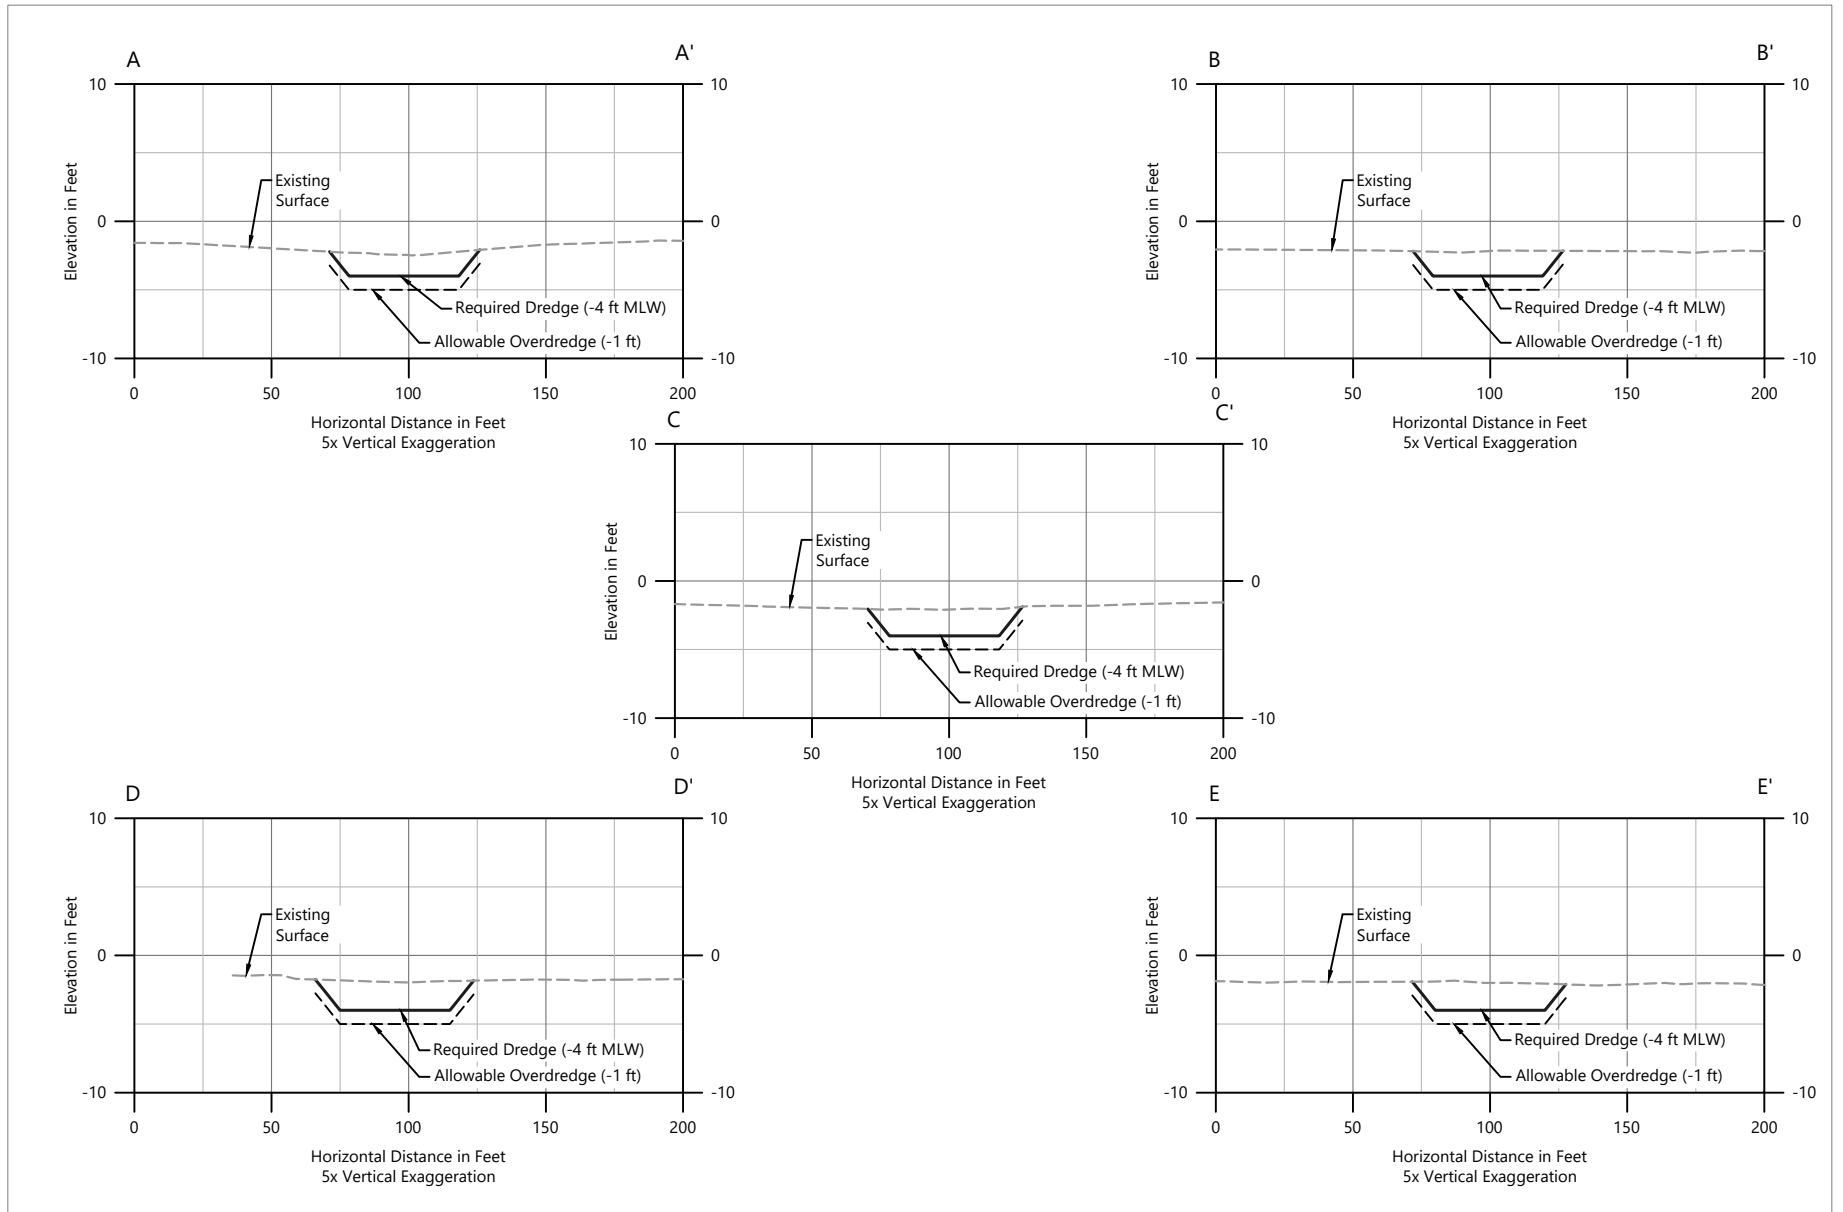 A
A'
10
10
Elevation in Feet
Existing
Surface
0
0
Required Dredge (-4 ft MLW)
Allowable Overdredge (-1 ft)
-10
-10
0
50
100
150
200
Horizontal Distance in Feet
5x Vertical Exaggeration
B
B'
10
10
Elevation in Feet
Existing
Surface
0
0
Required Dredge (-4 ft MLW)
Allowable Overdredge (-1 ft)
-10
-10
0
50
100
150
200
Horizontal Distance in Feet
5x Vertical Exaggeration
C
C'
10
10
Elevation in Feet
Existing
Surface
0
0
Required Dredge (-4 ft MLW)
Allowable Overdredge (-1 ft)
-10
-10
0
50
100
150
200
Horizontal Distance in Feet
5x Vertical Exaggeration
D
D'
10
10
Elevation in Feet
Existing
Surface
0
0
Required Dredge (-4 ft MLW)
Allowable Overdredge (-1 ft)
-10
-10
0
50
100
150
200
Horizontal Distance in Feet
5x Vertical Exaggeration
E
E'
10
10
Elevation in Feet
Existing
Surface
0
0
Required Dredge (-4 ft MLW)
Allowable Overdredge (-1 ft)
-10
-10
0
50
100
150
200
Horizontal Distance in Feet
5x Vertical Exaggeration